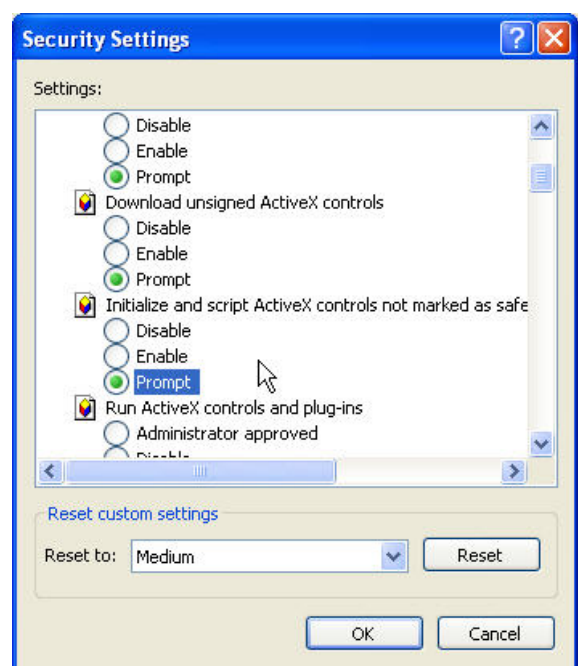 Security Settings
Settings:
Disable
Enable
Prompt
Download unsigned ActiveX controls
Disable
Enable
Prompt
Initialize and script ActiveX controls not marked as safe
Disable
Enable
Prompt
Run ActiveX controls and plug-ins
Administrator approved
Disable
Reset custom settings
Reset to: Medium Reset
OK Cancel